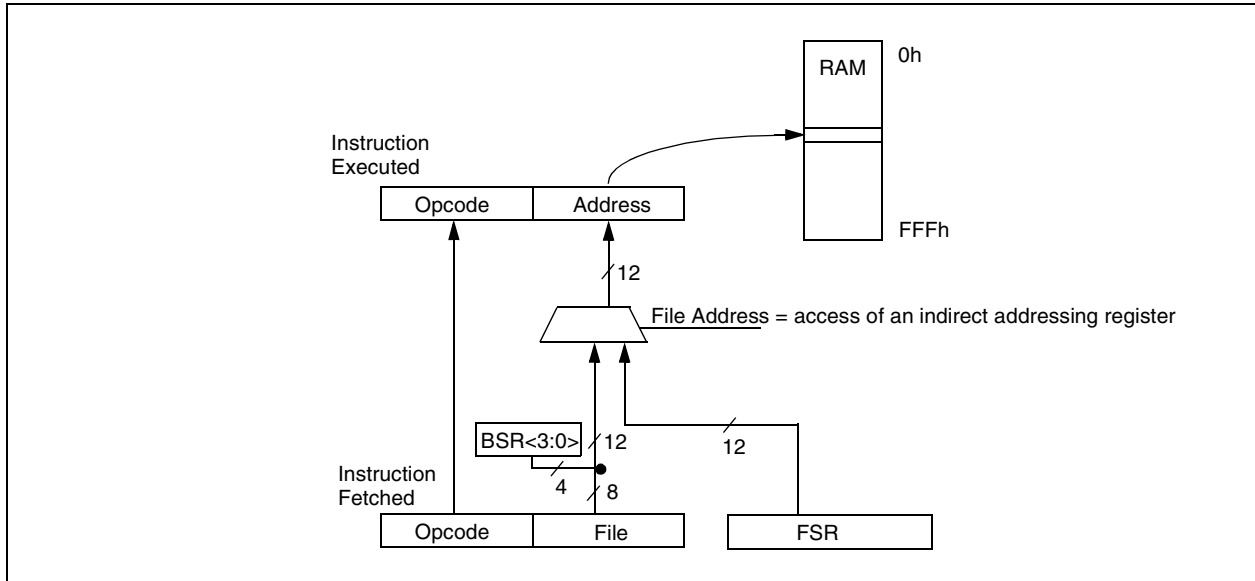 RAM
0h
Instruction
Executed
Opcode
Address
FFFh
12
File Address = access of an indirect addressing register
BSR<3:0>
12
12
4
8
Instruction
Fetched
Opcode
File
FSR